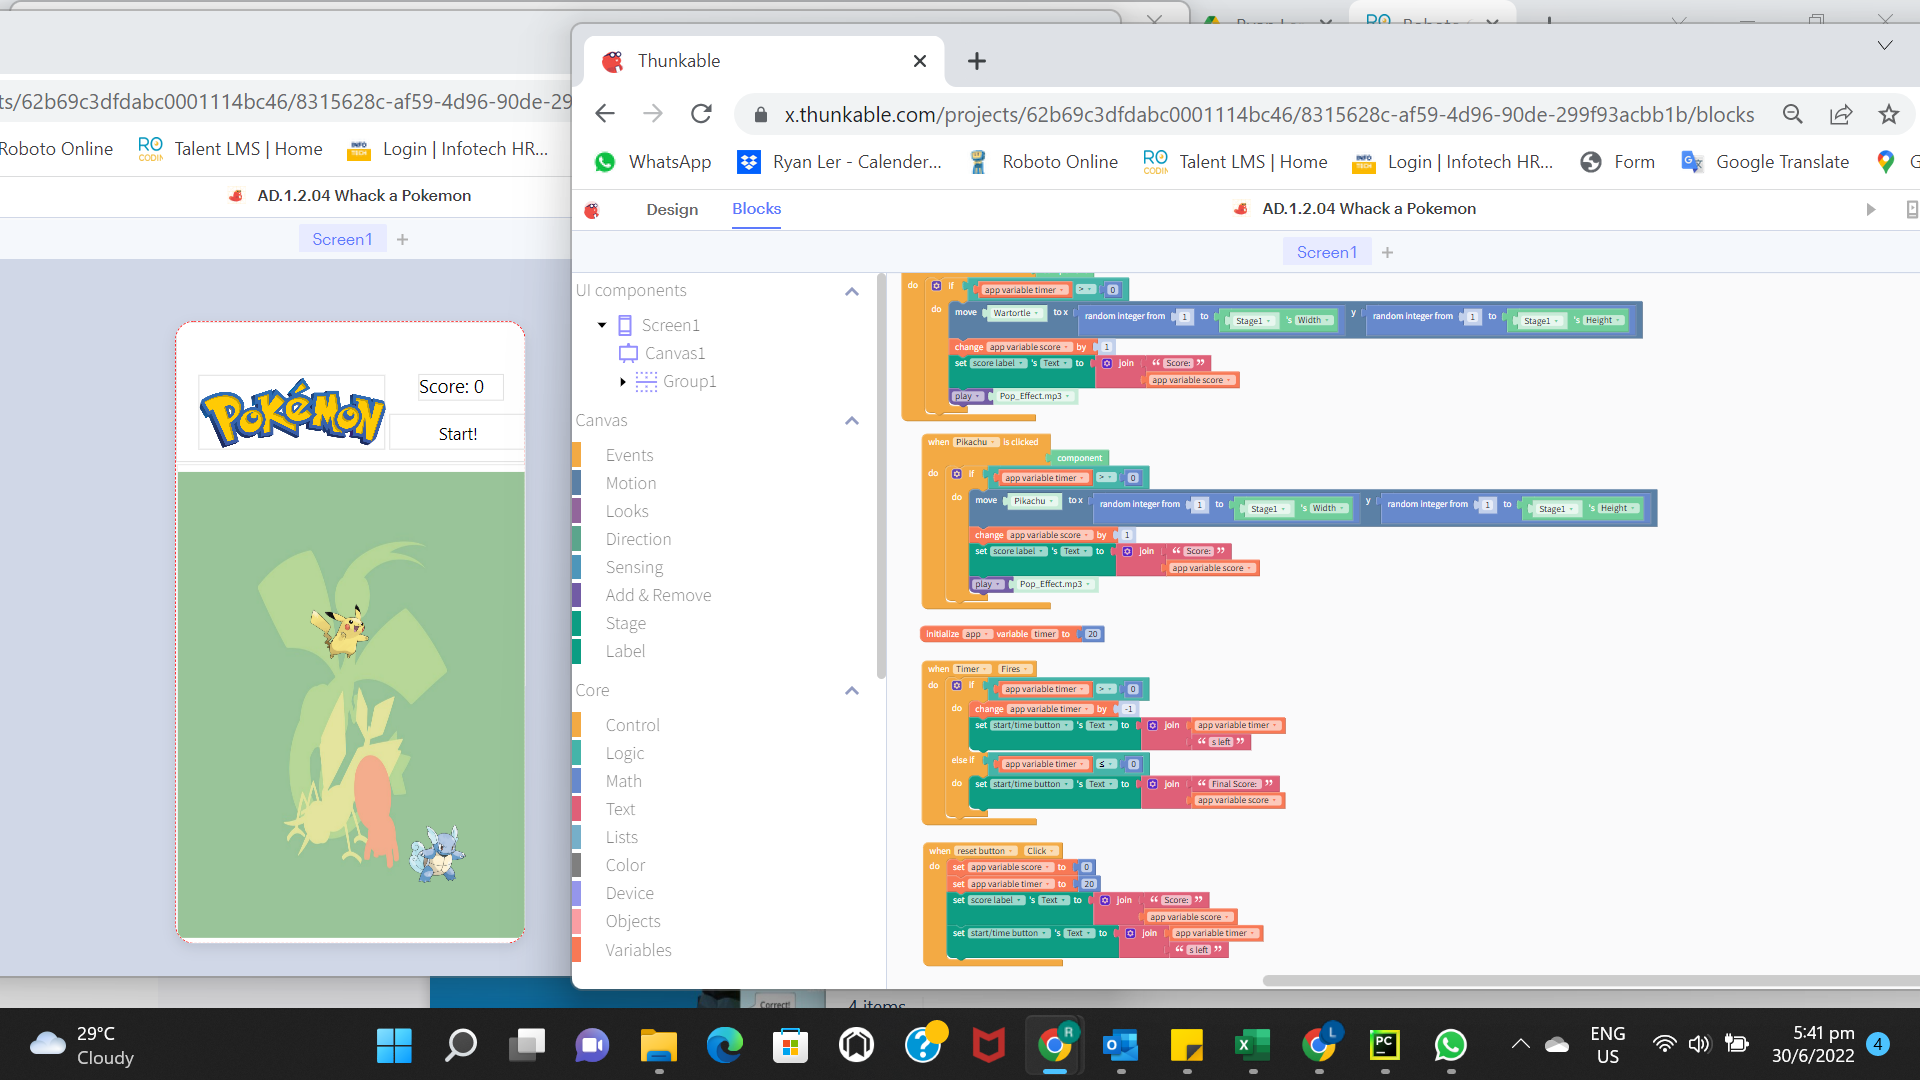 Thunkable
Ryan Ler
ts/62b69c3dfdabc0001114bc46/8315628c-af59-4d96-90de-29
x.thunkable.com/projects/62b69c3dfdabc0001114bc46/8315628c-af59-4d96-90de-299f93acbb1b/blocks
Roboto Online
Talent LMS | Home
Login | Infotech HR...
WhatsApp
Ryan Ler - Calender...
Roboto Online
Talent LMS | Home
Login | Infotech HR...
Form
Google Translate
G
AD.1.2.04 Whack a Pokemon
Design
Blocks
AD.1.2.04 Whack a Pokemon
Screen1 +
Screen1 +
POKéMON
Score: 0
Start!
UI components
Screen1
Canvas1
Group1
Canvas
Events
Motion
Looks
Direction
Sensing
Add & Remove
Stage
Label
Core
Control
Logic
Math
Text
Lists
Color
Device
Objects
Variables
do if app variable timer > 0
do move Wartortle to x random integer from 1 to Stage1 's Width y random integer from 1 to Stage1 's Height
change app variable score by 1
set score label 's Text to join “ Score: ”
app variable score
play Pop_Effect.mp3
when Pikachu is clicked
component
do if app variable timer > 0
do move Pikachu to x random integer from 1 to Stage1 's Width y random integer from 1 to Stage1 's Height
change app variable score by 1
set score label 's Text to join “ Score: ”
app variable score
play Pop_Effect.mp3
initialize app variable timer to 20
when Timer Fires
do if app variable timer > 0
do change app variable timer by -1
set start/time button 's Text to join app variable timer
“ s left ”
else if app variable timer ≤ 0
do set start/time button 's Text to join “ Final Score: ”
app variable score
when reset button Click
do set app variable score to 0
set app variable timer to 20
set score label 's Text to join “ Score: ”
app variable score
set start/time button 's Text to join app variable timer
“ s left ”
Correct!
4 items
29°C
Cloudy
ENG
US
5:41 pm
30/6/2022
4